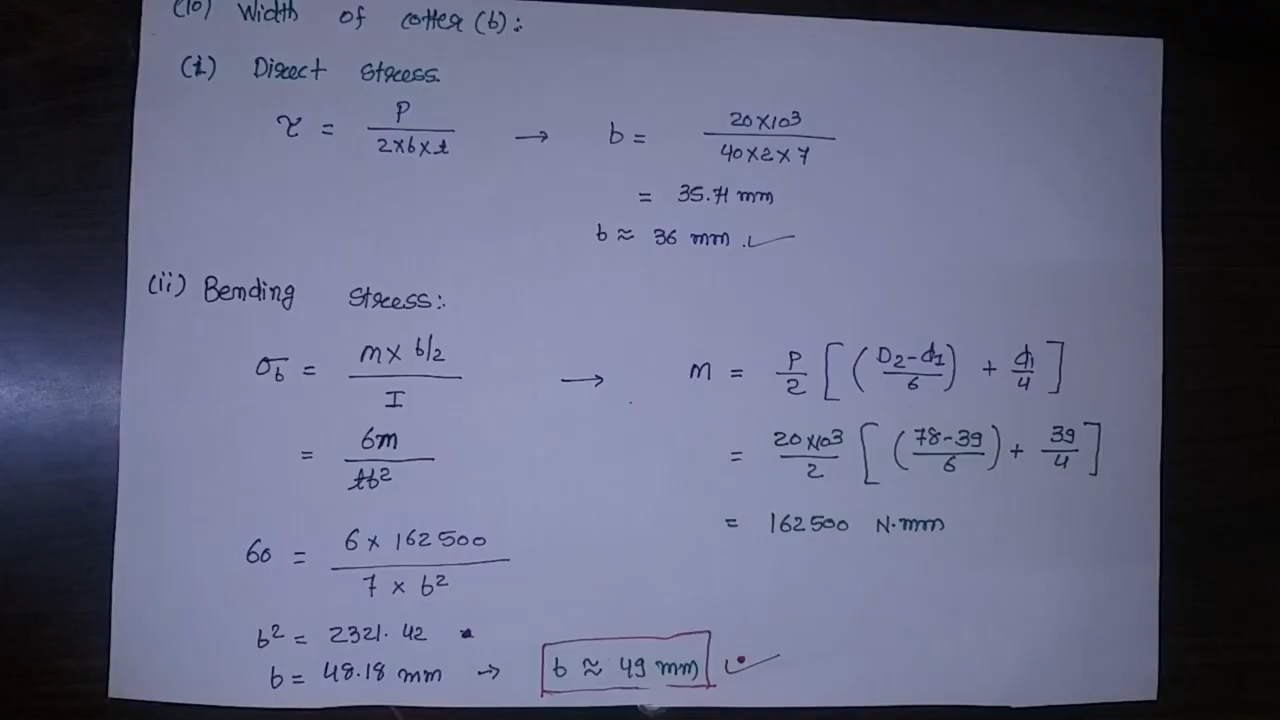 (10) Width of cotter (b):
(i) Direct stress
τ = P / 2×b×t → b = 20×10³ / 40×2×7
= 35.71 mm
b ≈ 36 mm. ✓
(ii) Bending stress:
σb = m× b/2 / I → m = P/2 [ ( D2-d1 / 6 ) + d1/4 ]
= 6m / tb² = 20×10³ / 2 [ ( 78-39 / 6 ) + 39/4 ]
= 162500 N.mm
60 = 6 × 162500 / 7 × b²
b² = 2321.42
b = 48.18 mm → b ≈ 49 mm ✓